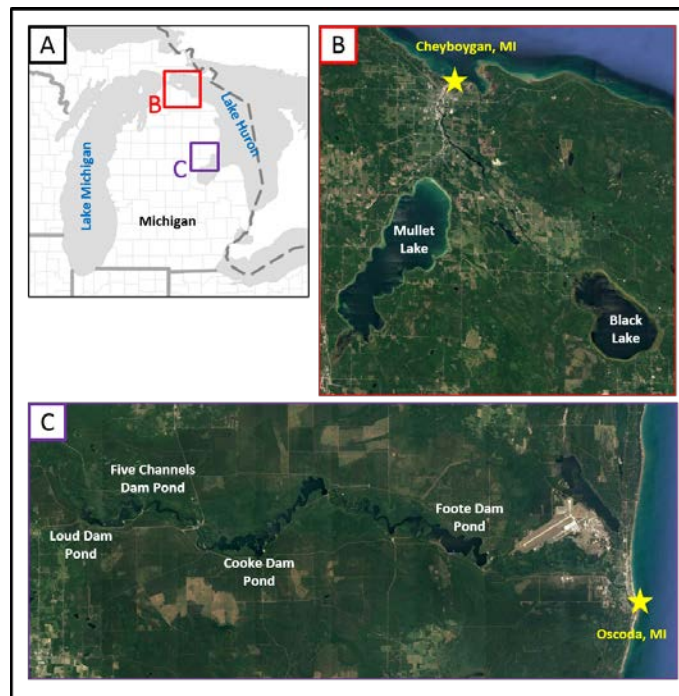 A
B
C
Lake Michigan
Lake Huron
Michigan
B
Cheyboygan, MI
Mullet
Lake
Black
Lake
C
Five Channels
Dam Pond
Loud Dam
Pond
Cooke Dam
Pond
Foote Dam
Pond
Oscoda, MI